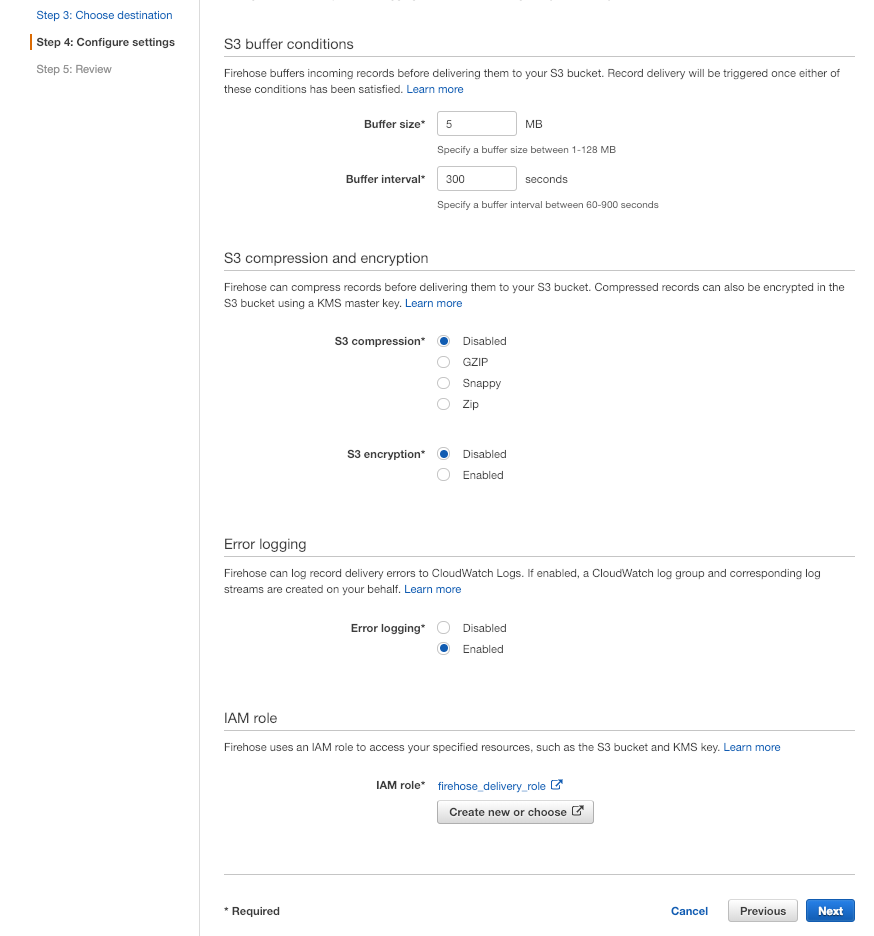 Step 3: Choose destination
Step 4: Configure settings
Step 5: Review
S3 buffer conditions
Firehose buffers incoming records before delivering them to your S3 bucket. Record delivery will be triggered once either of
these conditions has been satisfied. Learn more
Buffer size* 5 MB
Specify a buffer size between 1-128 MB
Buffer interval* 300 seconds
Specify a buffer interval between 60-900 seconds
S3 compression and encryption
Firehose can compress records before delivering them to your S3 bucket. Compressed records can also be encrypted in the
S3 bucket using a KMS master key. Learn more
S3 compression* Disabled
GZIP
Snappy
Zip
S3 encryption* Disabled
Enabled
Error logging
Firehose can log record delivery errors to CloudWatch Logs. If enabled, a CloudWatch log group and corresponding log
streams are created on your behalf. Learn more
Error logging* Disabled
Enabled
IAM role
Firehose uses an IAM role to access your specified resources, such as the S3 bucket and KMS key. Learn more
IAM role* firehose_delivery_role
Create new or choose
* Required Cancel Previous Next